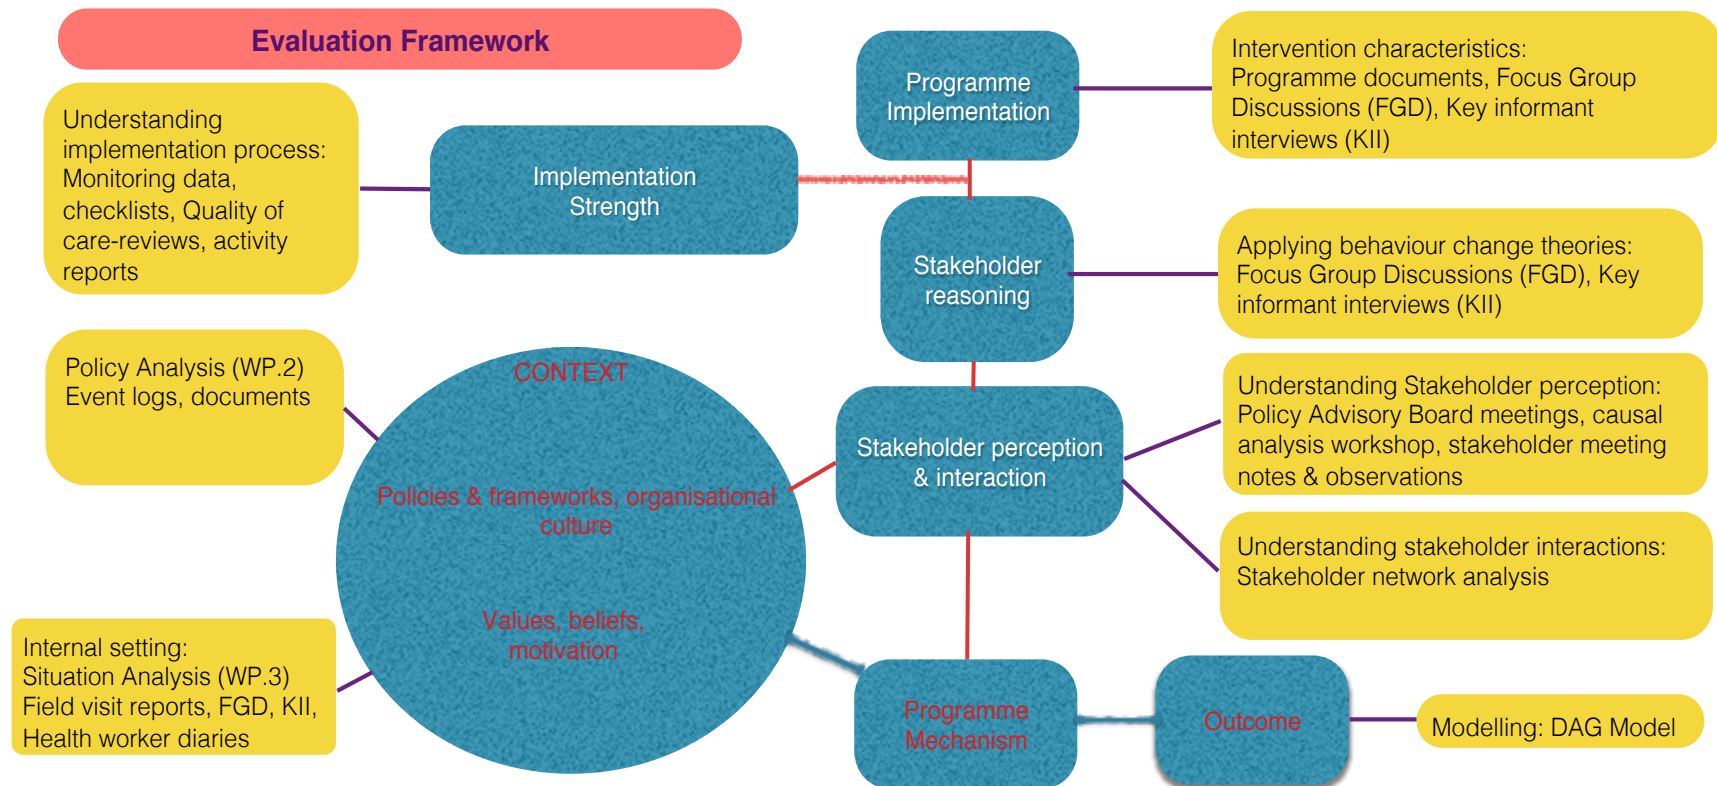 Evaluation Framework
Programme
Implementation
Intervention characteristics:
Programme documents, Focus Group
Discussions (FGD), Key informant
interviews (KII)
Understanding
implementation process:
Monitoring data,
checklists, Quality of
care-reviews, activity
reports
Implementation
Strength
Stakeholder
reasoning
Applying behaviour change theories:
Focus Group Discussions (FGD), Key
informant interviews (KII)
Policy Analysis (WP.2)
Event logs, documents
CONTEXT
Policies & frameworks, organisational
culture
Values, beliefs,
motivation
Stakeholder perception
& interaction
Understanding Stakeholder perception:
Policy Advisory Board meetings, causal
analysis workshop, stakeholder meeting
notes & observations
Understanding stakeholder interactions:
Stakeholder network analysis
Internal setting:
Situation Analysis (WP.3)
Field visit reports, FGD, KII,
Health worker diaries
Programme
Mechanism
Outcome
Modelling: DAG Model